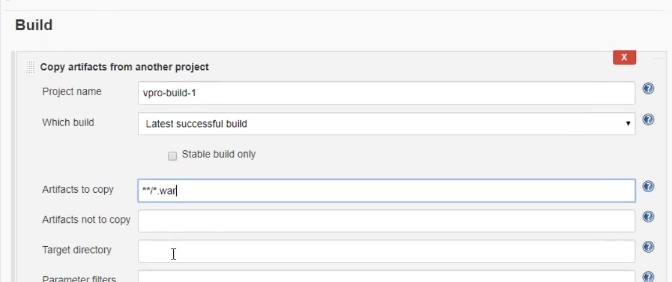 Build
X
Copy artifacts from another project
Project name vpro-build-1
Which build Latest successful build
Stable build only
Artifacts to copy **/*.war
Artifacts not to copy
Target directory
Parameter filters